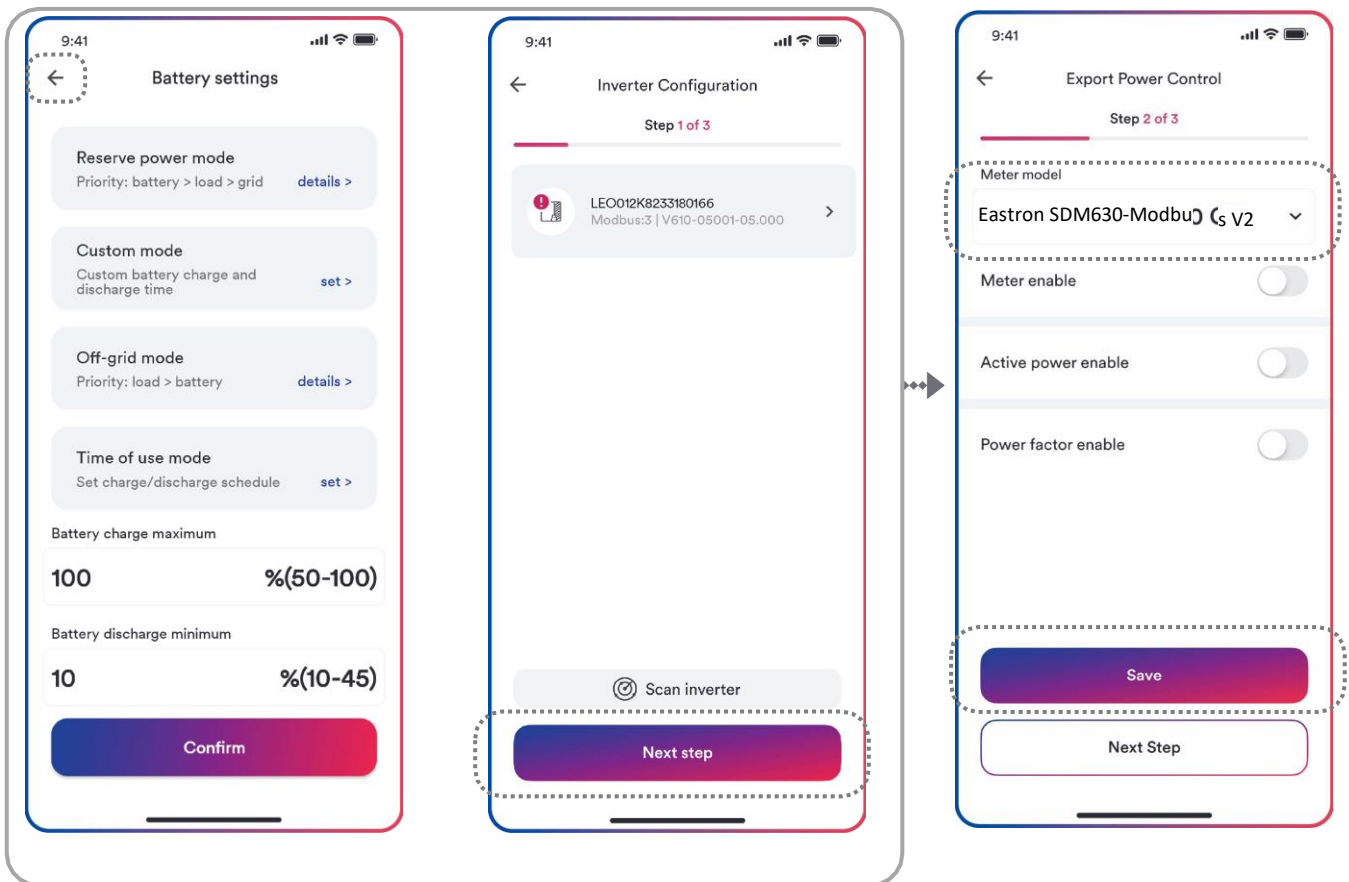 9:41
Battery settings
Reserve power mode
Priority: battery > load > grid details >
Custom mode
Custom battery charge and
discharge time
set >
Off-grid mode
Priority: load > battery details >
Time of use mode
Set charge/discharge schedule set >
Battery charge maximum
100 %(50-100)
Battery discharge minimum
10 %(10-45)
Confirm
9:41
Inverter Configuration
Step 1 of 3
LEO012K8233180166
Modbus:3 | V610-05001-05.000
Scan inverter
Next step
9:41
Export Power Control
Step 2 of 3
Meter model
Eastron V2
Meter enable
Active power enable
Power factor enable
Save
Next Step